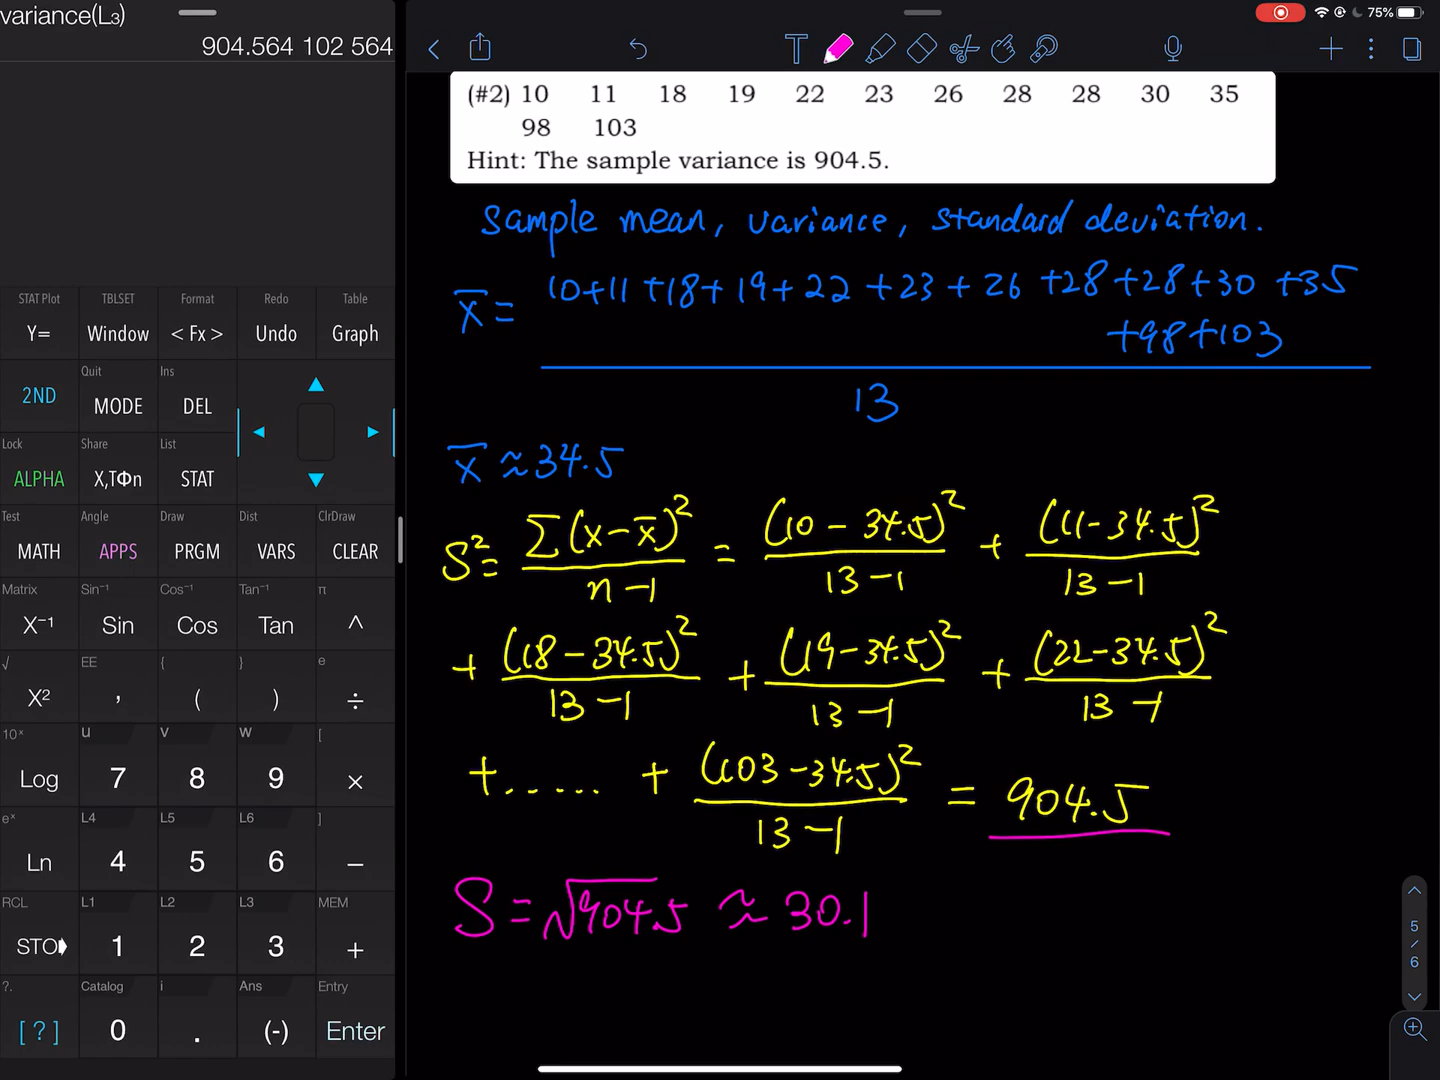 variance(L₃)
904.564 102 564
75%
T
(#2) 10 11 18 19 22 23 26 28 28 30 35
98 103
Hint: The sample variance is 904.5.
Sample mean, variance, standard deviation.
x̄ = 10+11+18+19+22+23+26+28+28+30+35
+98+103
13
x̄ ≈ 34.5
S² = Σ(x-x̄)² / n-1 = (10-34.5)² / 13-1 + (11-34.5)² / 13-1
+ (18-34.5)² / 13-1 + (19-34.5)² / 13-1 + (22-34.5)² / 13-1
+...... + (103-34.5)² / 13-1 = 904.5
S = √904.5 ≈ 30.1
5
/
6
STAT Plot TBLSET Format Redo Table
Y= Window < Fx > Undo Graph
Quit Ins
2ND MODE DEL
Lock Share List
ALPHA X,TΦn STAT
Test Angle Draw Dist ClrDraw
MATH APPS PRGM VARS CLEAR
Matrix Sin⁻¹ Cos⁻¹ Tan⁻¹ π
X⁻¹ Sin Cos Tan ^
√ EE { } e
X² , ( ) ÷
10ˣ u v w [
Log 7 8 9 ×
eˣ L4 L5 L6 ]
Ln 4 5 6 −
RCL L1 L2 L3 MEM
STO 1 2 3 +
?. Catalog i Ans Entry
[ ? ] 0 . (-) Enter